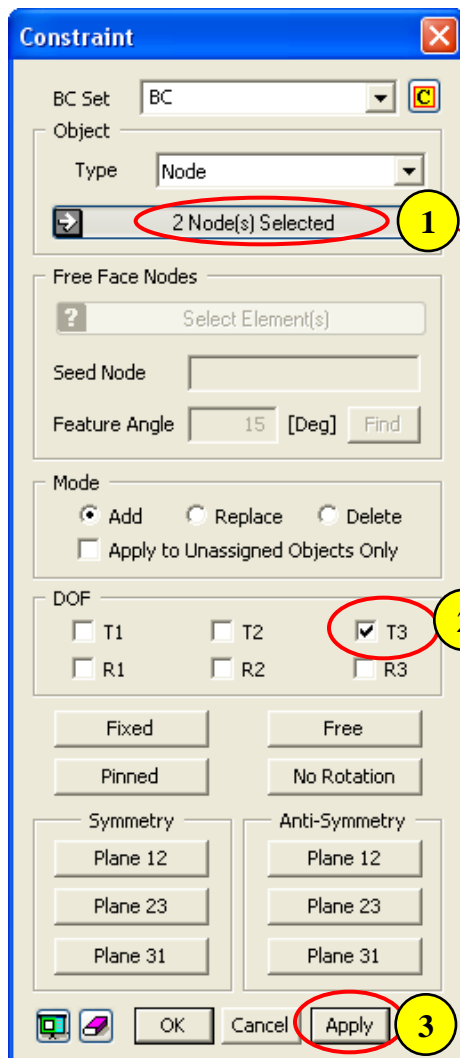 Constraint
BC Set BC C
Object
Type Node
2 Node(s) Selected 1
Free Face Nodes
? Select Element(s)
Seed Node
Feature Angle 15 [Deg] Find
Mode
Add Replace Delete
Apply to Unassigned Objects Only
DOF
T1 T2 T3 2
R1 R2 R3
Fixed Free
Pinned No Rotation
Symmetry Anti-Symmetry
Plane 12 Plane 12
Plane 23 Plane 23
Plane 31 Plane 31
OK Cancel Apply 3